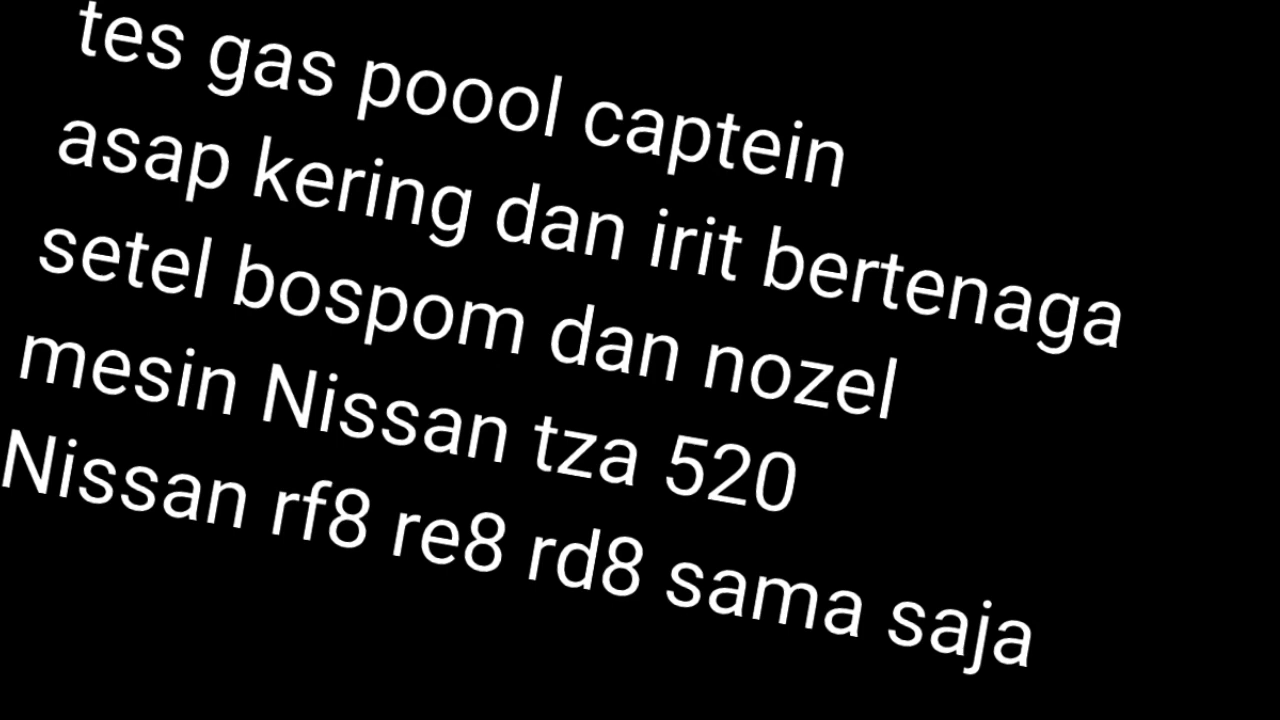 tes gas poool captein
asap kering dan irit bertenaga
setel bospom dan nozel
mesin Nissan tza 520
Nissan rf8 re8 rd8 sama saja